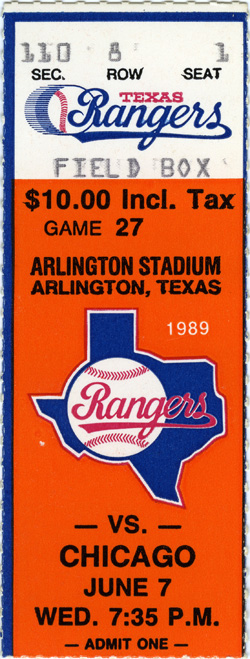 110 8 1
SEC. ROW SEAT
TEXAS
Rangers
FIELD BOX
$10.00 Incl. Tax
GAME 27
ARLINGTON STADIUM
ARLINGTON, TEXAS
1989
Rangers
— VS. —
CHICAGO
JUNE 7
WED. 7:35 P.M.
— ADMIT ONE —